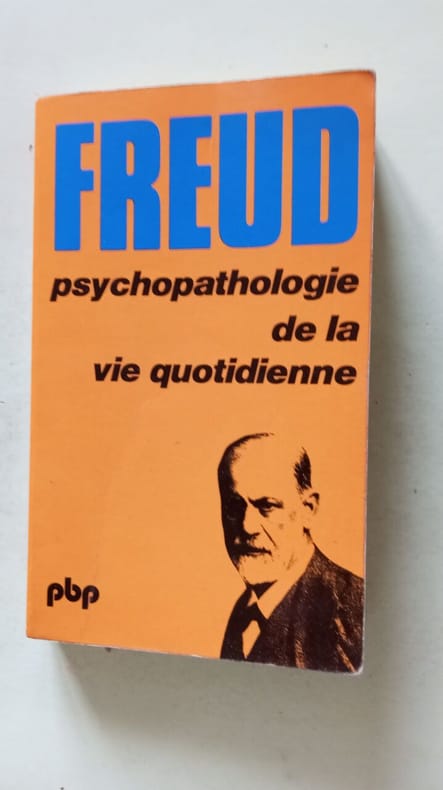 FREUD
psychopathologie
de la
vie quotidienne
pbp